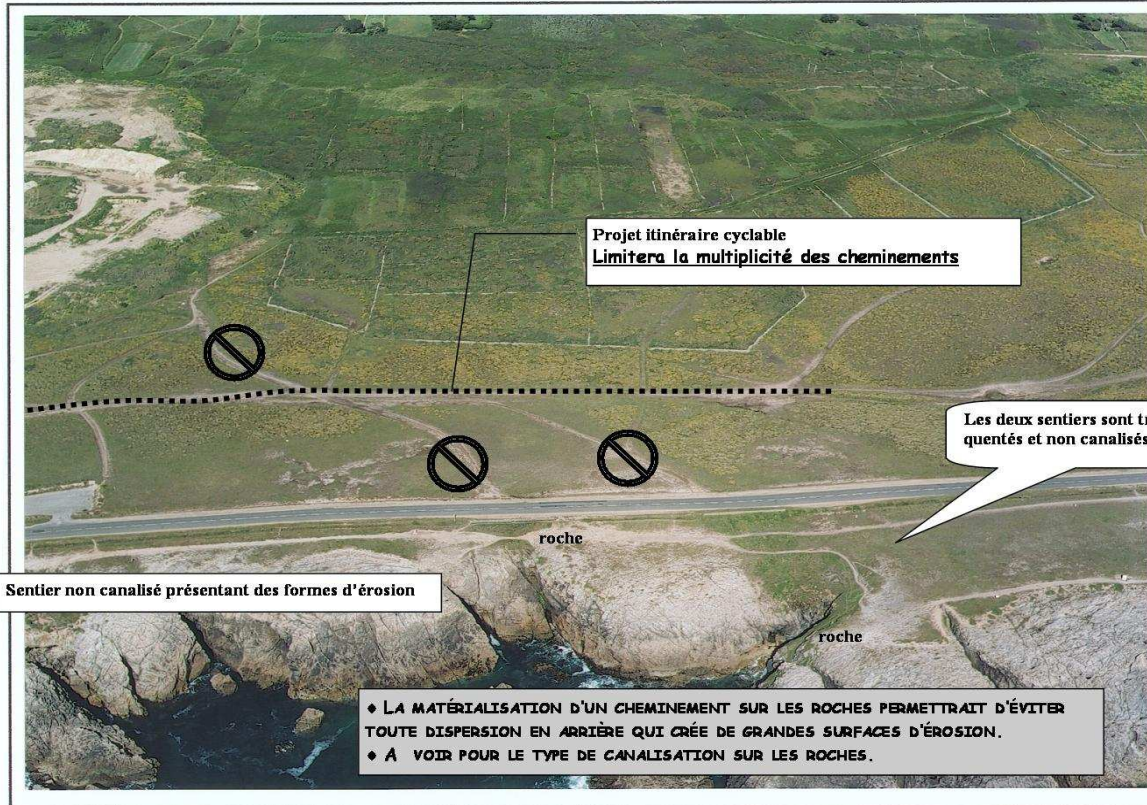 Projet itinéraire cyclable
Limitera la multiplicité des cheminements
Les deux sentiers sont
quentés et non canalisés
roche
Sentier non canalisé présentant des formes d'érosion
roche
♦ LA MATÉRIALISATION D'UN CHEMINEMENT SUR LES ROCHES PERMETTRAIT D'ÉVITER
TOUTE DISPERSION EN ARRIÈRE QUI CRÉE DE GRANDES SURFACES D'ÉROSION.
♦ A VOIR POUR LE TYPE DE CANALISATION SUR LES ROCHES.